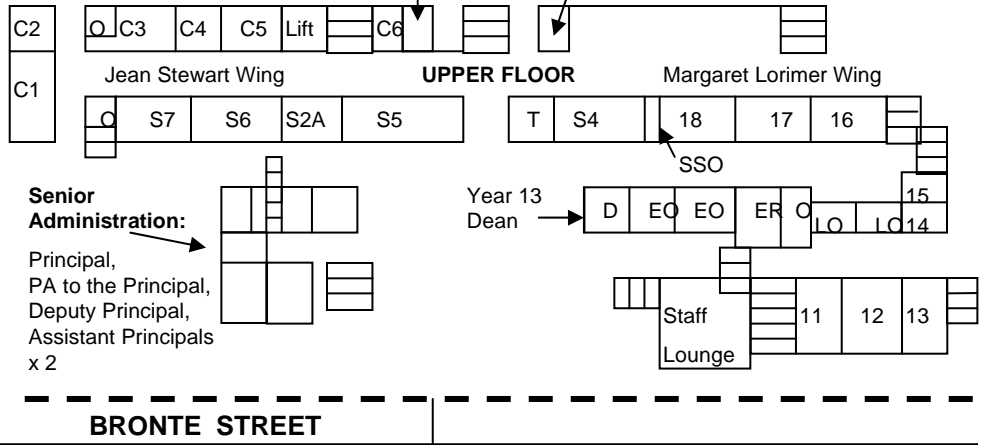 C2 O C3 C4 C5 Lift C6
C1
Jean Stewart Wing UPPER FLOOR Margaret Lorimer Wing
O S7 S6 S2A S5 T S4 18 17 16
SSO
Senior
Administration:
Principal,
PA to the Principal,
Deputy Principal,
Assistant Principals
x 2
Year 13
Dean
D EO EO ER O LO LO 14
15
Staff
Lounge
11 12 13
BRONTE STREET